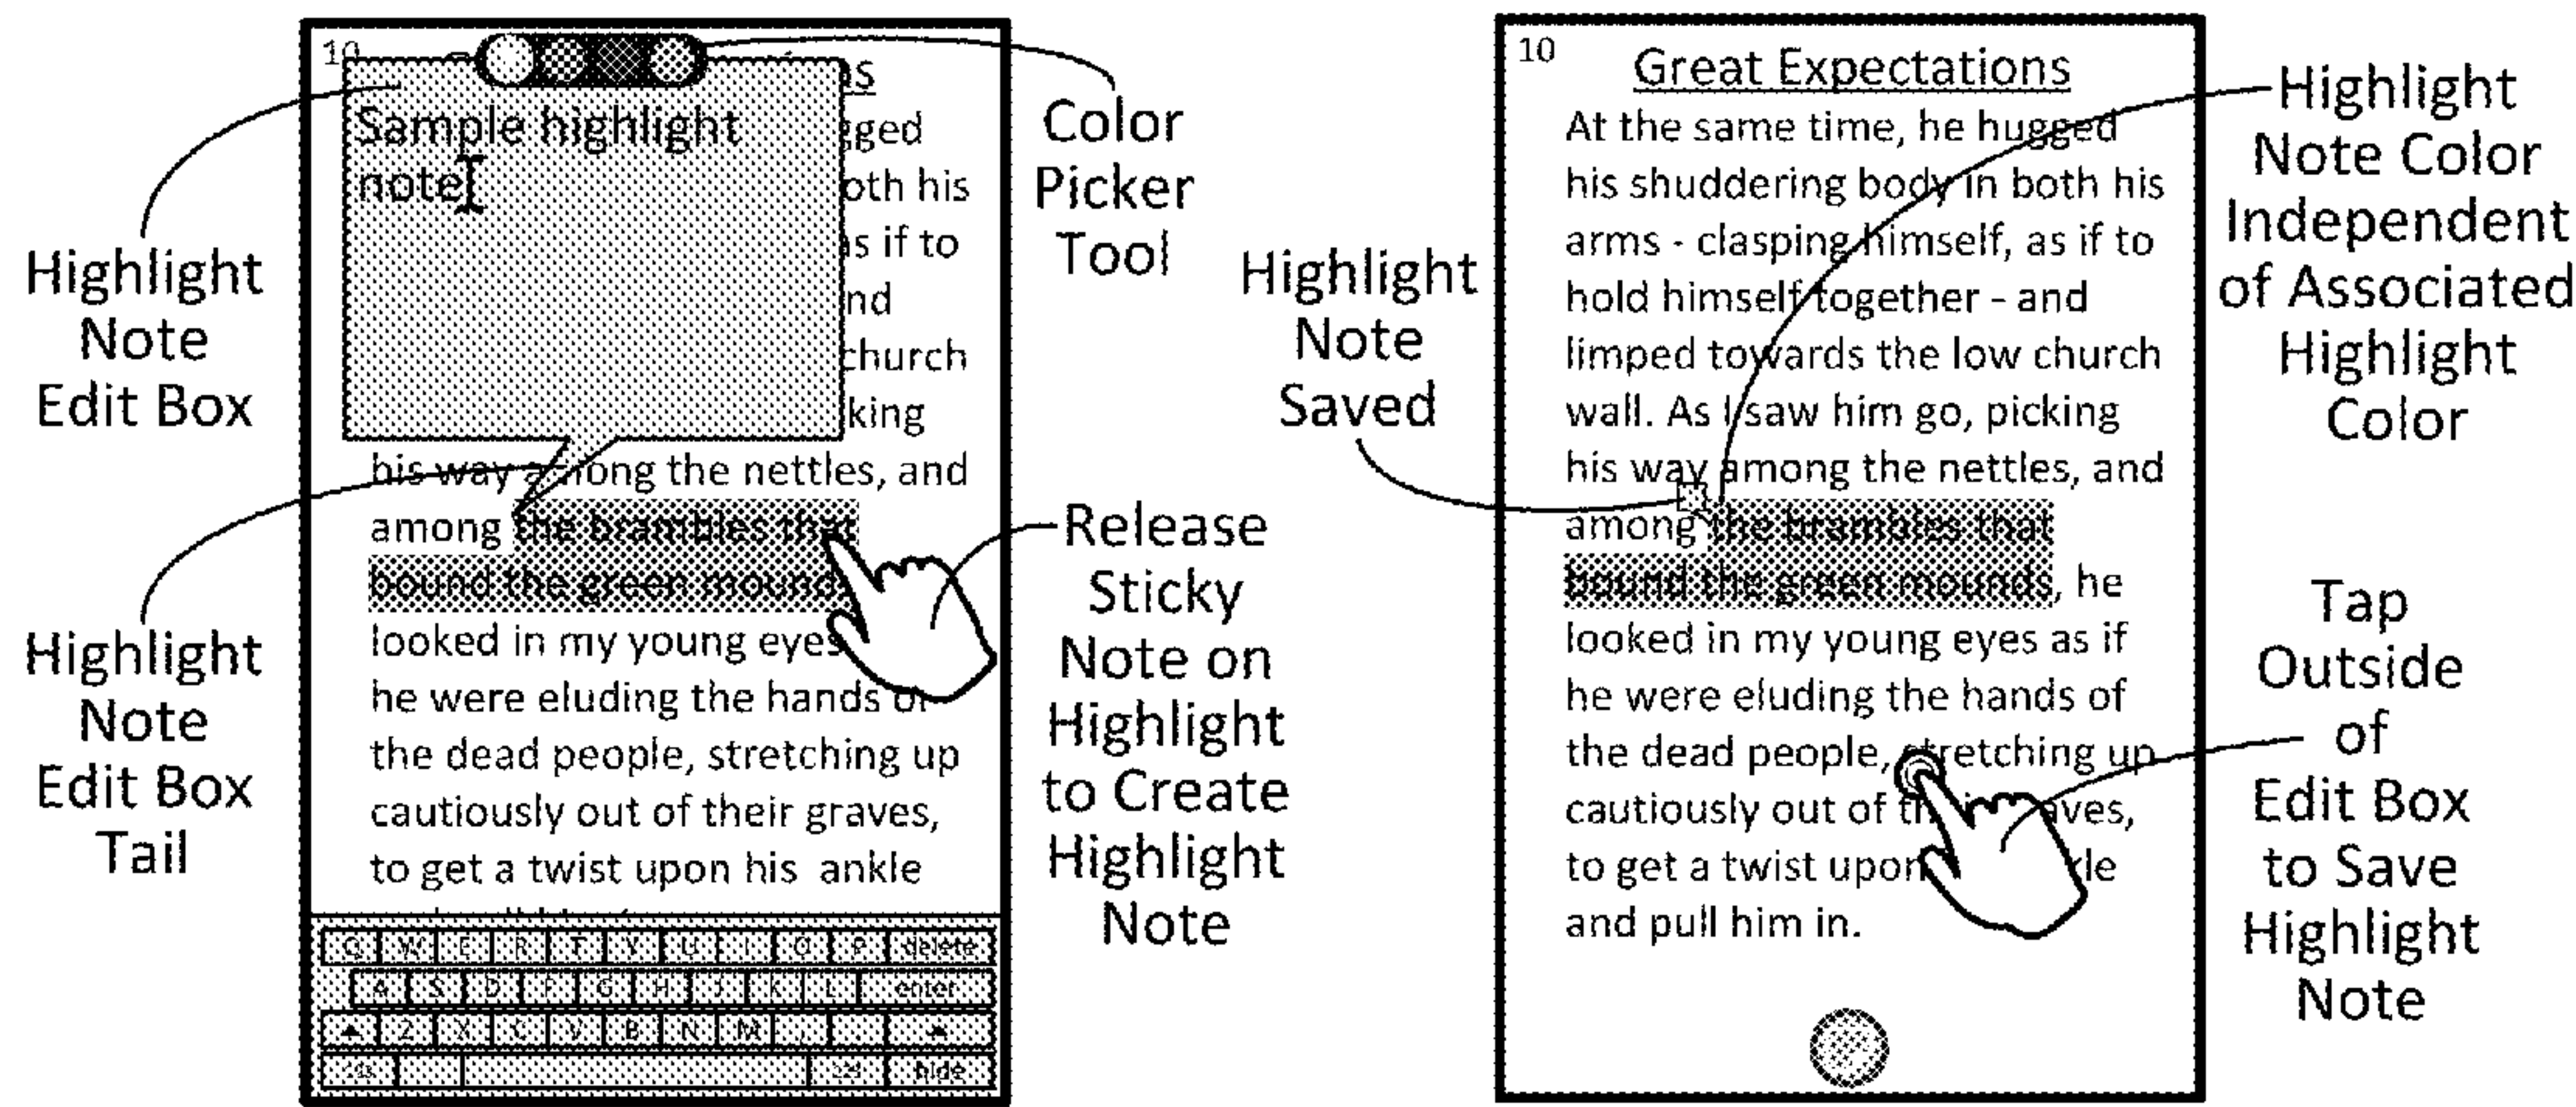 Highlight
Note
Edit Box
Highlight
Note
Edit Box
Tail
10
Sample highlight
note
gged
oth his
as if to
nd
church
king
his way among the nettles, and
among the brambles that
bound the green mounds
looked in my young eyes
he were eluding the hands of
the dead people, stretching up
cautiously out of their graves,
to get a twist upon his ankle
Q W E R T Y U I O P delete
A S D F G H J K L enter
Z X C V B N M , .
hide
Color
Picker
Tool
Release
Sticky
Note on
Highlight
to Create
Highlight
Note
Highlight
Note
Saved
10
Great Expectations
At the same time, he hugged
his shuddering body in both his
arms - clasping himself, as if to
hold himself together - and
limped towards the low church
wall. As I saw him go, picking
his way among the nettles, and
among the brambles that
bound the green mounds, he
looked in my young eyes as if
he were eluding the hands of
the dead people, stretching up
cautiously out of their graves,
to get a twist upon kle
and pull him in.
Highlight
Note Color
Independent
of Associated
Highlight
Color
Tap
Outside
of
Edit Box
to Save
Highlight
Note